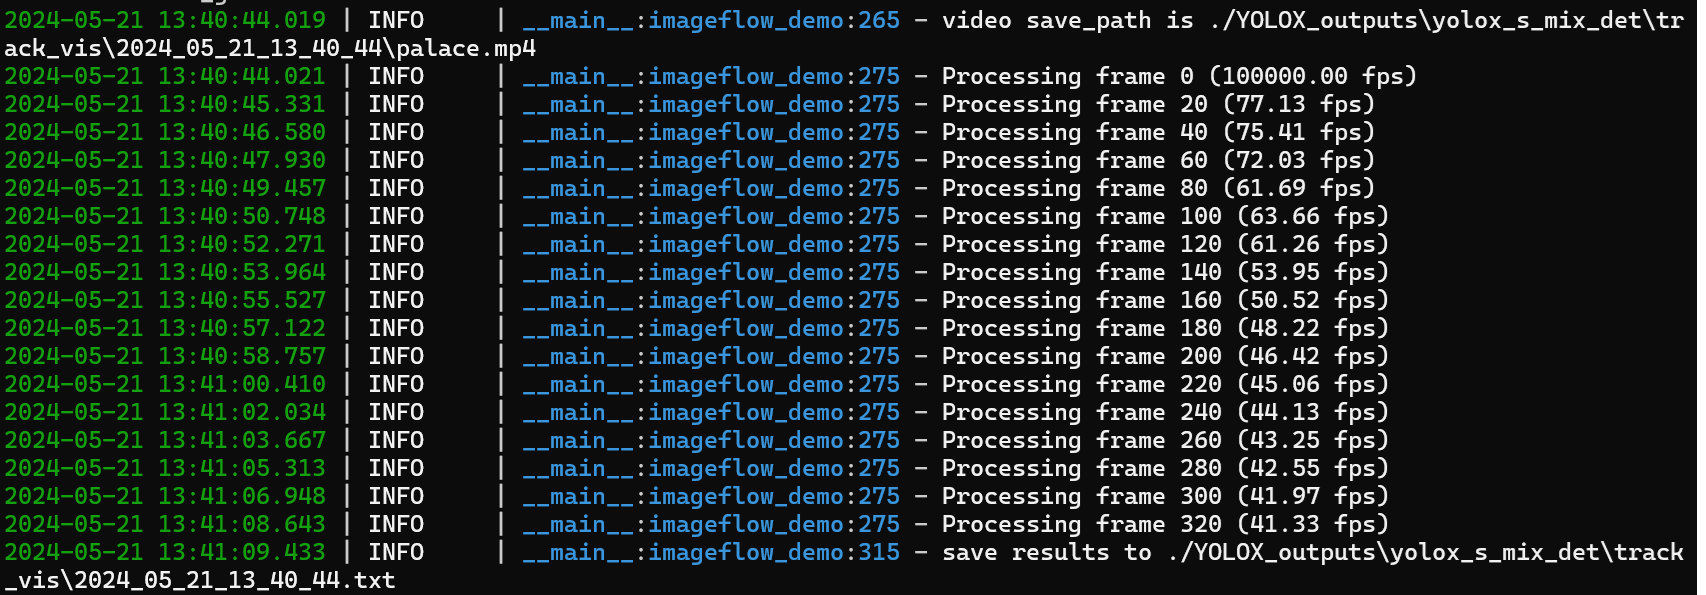 2024-05-21 13:40:44.019 | INFO     | __main__:imageflow_demo:265 - video save_path is ./YOLOX_outputs\yolox_s_mix_det\tr
ack_vis\2024_05_21_13_40_44\palace.mp4
2024-05-21 13:40:44.021 | INFO     | __main__:imageflow_demo:275 - Processing frame 0 (100000.00 fps)
2024-05-21 13:40:45.331 | INFO     | __main__:imageflow_demo:275 - Processing frame 20 (77.13 fps)
2024-05-21 13:40:46.580 | INFO     | __main__:imageflow_demo:275 - Processing frame 40 (75.41 fps)
2024-05-21 13:40:47.930 | INFO     | __main__:imageflow_demo:275 - Processing frame 60 (72.03 fps)
2024-05-21 13:40:49.457 | INFO     | __main__:imageflow_demo:275 - Processing frame 80 (61.69 fps)
2024-05-21 13:40:50.748 | INFO     | __main__:imageflow_demo:275 - Processing frame 100 (63.66 fps)
2024-05-21 13:40:52.271 | INFO     | __main__:imageflow_demo:275 - Processing frame 120 (61.26 fps)
2024-05-21 13:40:53.964 | INFO     | __main__:imageflow_demo:275 - Processing frame 140 (53.95 fps)
2024-05-21 13:40:55.527 | INFO     | __main__:imageflow_demo:275 - Processing frame 160 (50.52 fps)
2024-05-21 13:40:57.122 | INFO     | __main__:imageflow_demo:275 - Processing frame 180 (48.22 fps)
2024-05-21 13:40:58.757 | INFO     | __main__:imageflow_demo:275 - Processing frame 200 (46.42 fps)
2024-05-21 13:41:00.410 | INFO     | __main__:imageflow_demo:275 - Processing frame 220 (45.06 fps)
2024-05-21 13:41:02.034 | INFO     | __main__:imageflow_demo:275 - Processing frame 240 (44.13 fps)
2024-05-21 13:41:03.667 | INFO     | __main__:imageflow_demo:275 - Processing frame 260 (43.25 fps)
2024-05-21 13:41:05.313 | INFO     | __main__:imageflow_demo:275 - Processing frame 280 (42.55 fps)
2024-05-21 13:41:06.948 | INFO     | __main__:imageflow_demo:275 - Processing frame 300 (41.97 fps)
2024-05-21 13:41:08.643 | INFO     | __main__:imageflow_demo:275 - Processing frame 320 (41.33 fps)
2024-05-21 13:41:09.433 | INFO     | __main__:imageflow_demo:315 - save results to ./YOLOX_outputs\yolox_s_mix_det\track
_vis\2024_05_21_13_40_44.txt